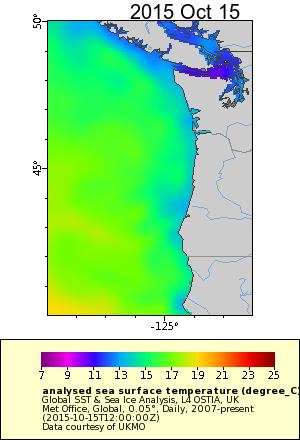 2015 Oct 15
50°
45°
-125°
7 9 11 13 15 17 19 21 23 25
analysed sea surface temperature (degree_C)
Global SST & Sea Ice Analysis, L4 OSTIA, UK
Met Office, Global, 0.05°, Daily, 2007-present
(2015-10-15T12:00:00Z)
Data courtesy of UKMO